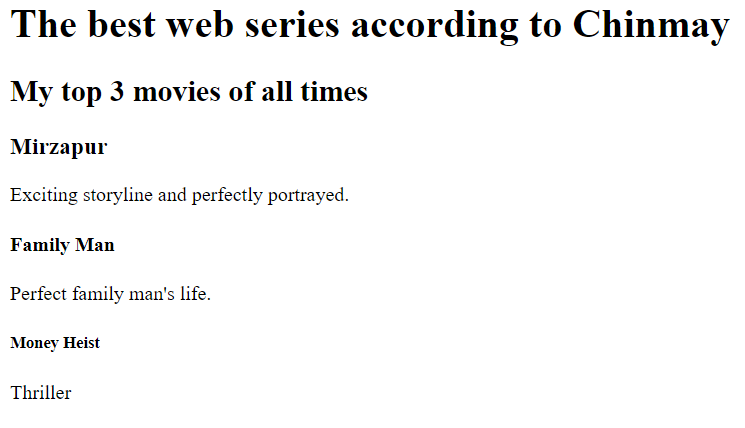 The best web series according to Chinmay
My top 3 movies of all times
Mirzapur
Exciting storyline and perfectly portrayed.
Family Man
Perfect family man's life.
Money Heist
Thriller